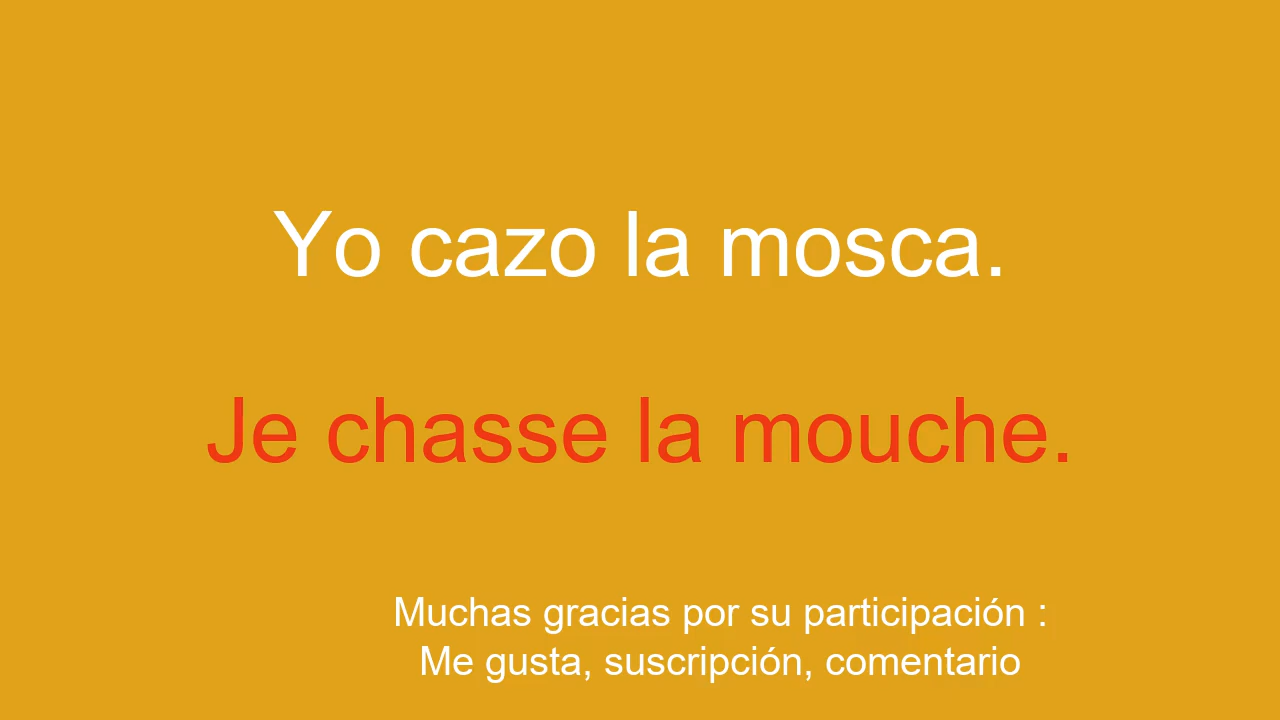 Yo cazo la mosca.
Je chasse la mouche.
Muchas gracias por su participación :
Me gusta, suscripción, comentario